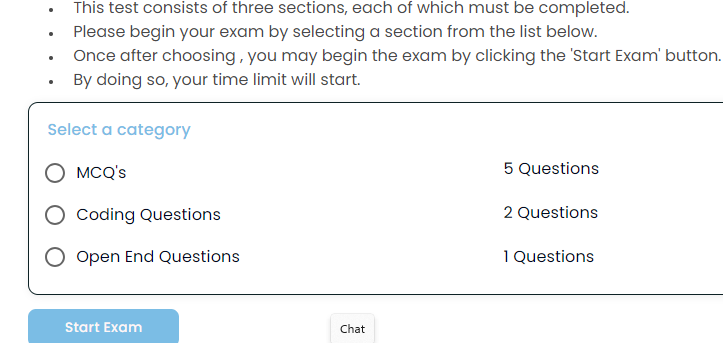 This test consists of three sections, each of which must be completed.
Please begin your exam by selecting a section from the list below.
Once after choosing , you may begin the exam by clicking the 'Start Exam' button.
By doing so, your time limit will start.
Select a category
MCQ's 5 Questions
Coding Questions 2 Questions
Open End Questions 1 Questions
Start Exam
Chat